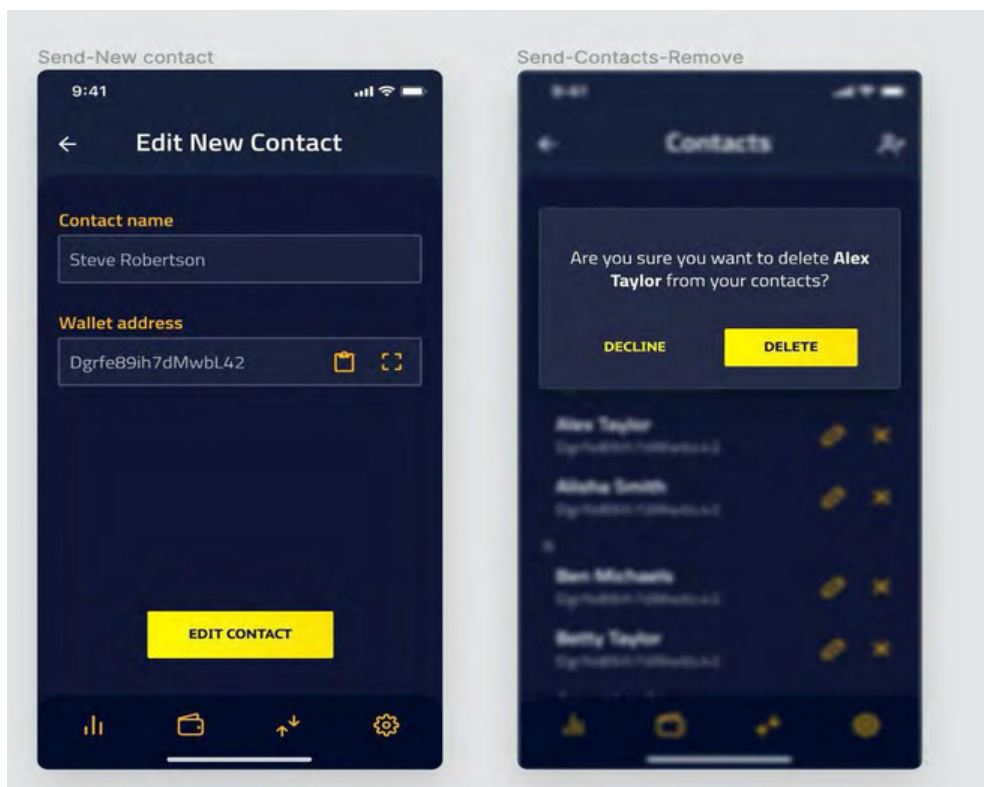 Send-New contact
9:41
Edit New Contact
Contact name
Steve Robertson
Wallet address
Dgrfe89ih7dMwbL42
EDIT CONTACT
Send-Contacts-Remove
9:41
Contacts
Are you sure you want to delete Alex
Taylor from your contacts?
DECLINE
DELETE
Alex Taylor
Alisha Smith
Ben Michaels
Betty Taylor